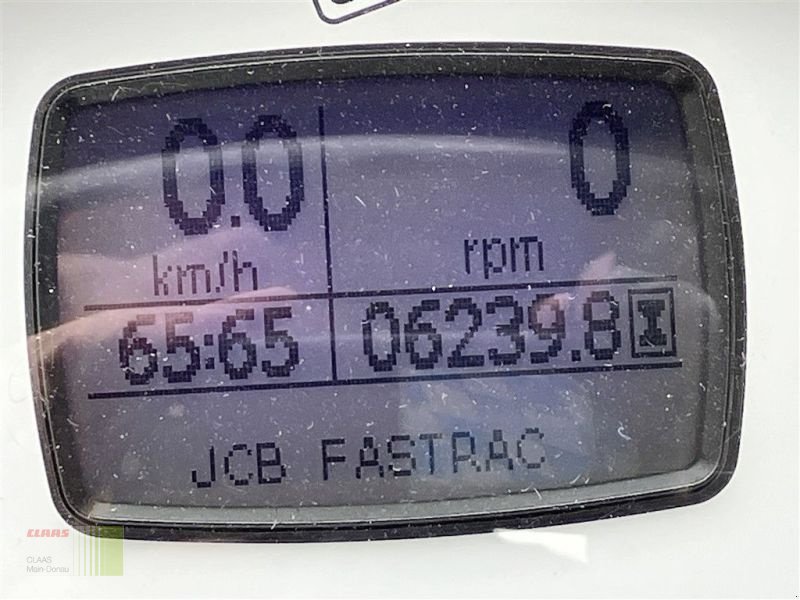 0.0
0
km/h
rpm
65:65
06239.8
JCB FASTRAC
CLAAS
CLAAS
Main-Donau